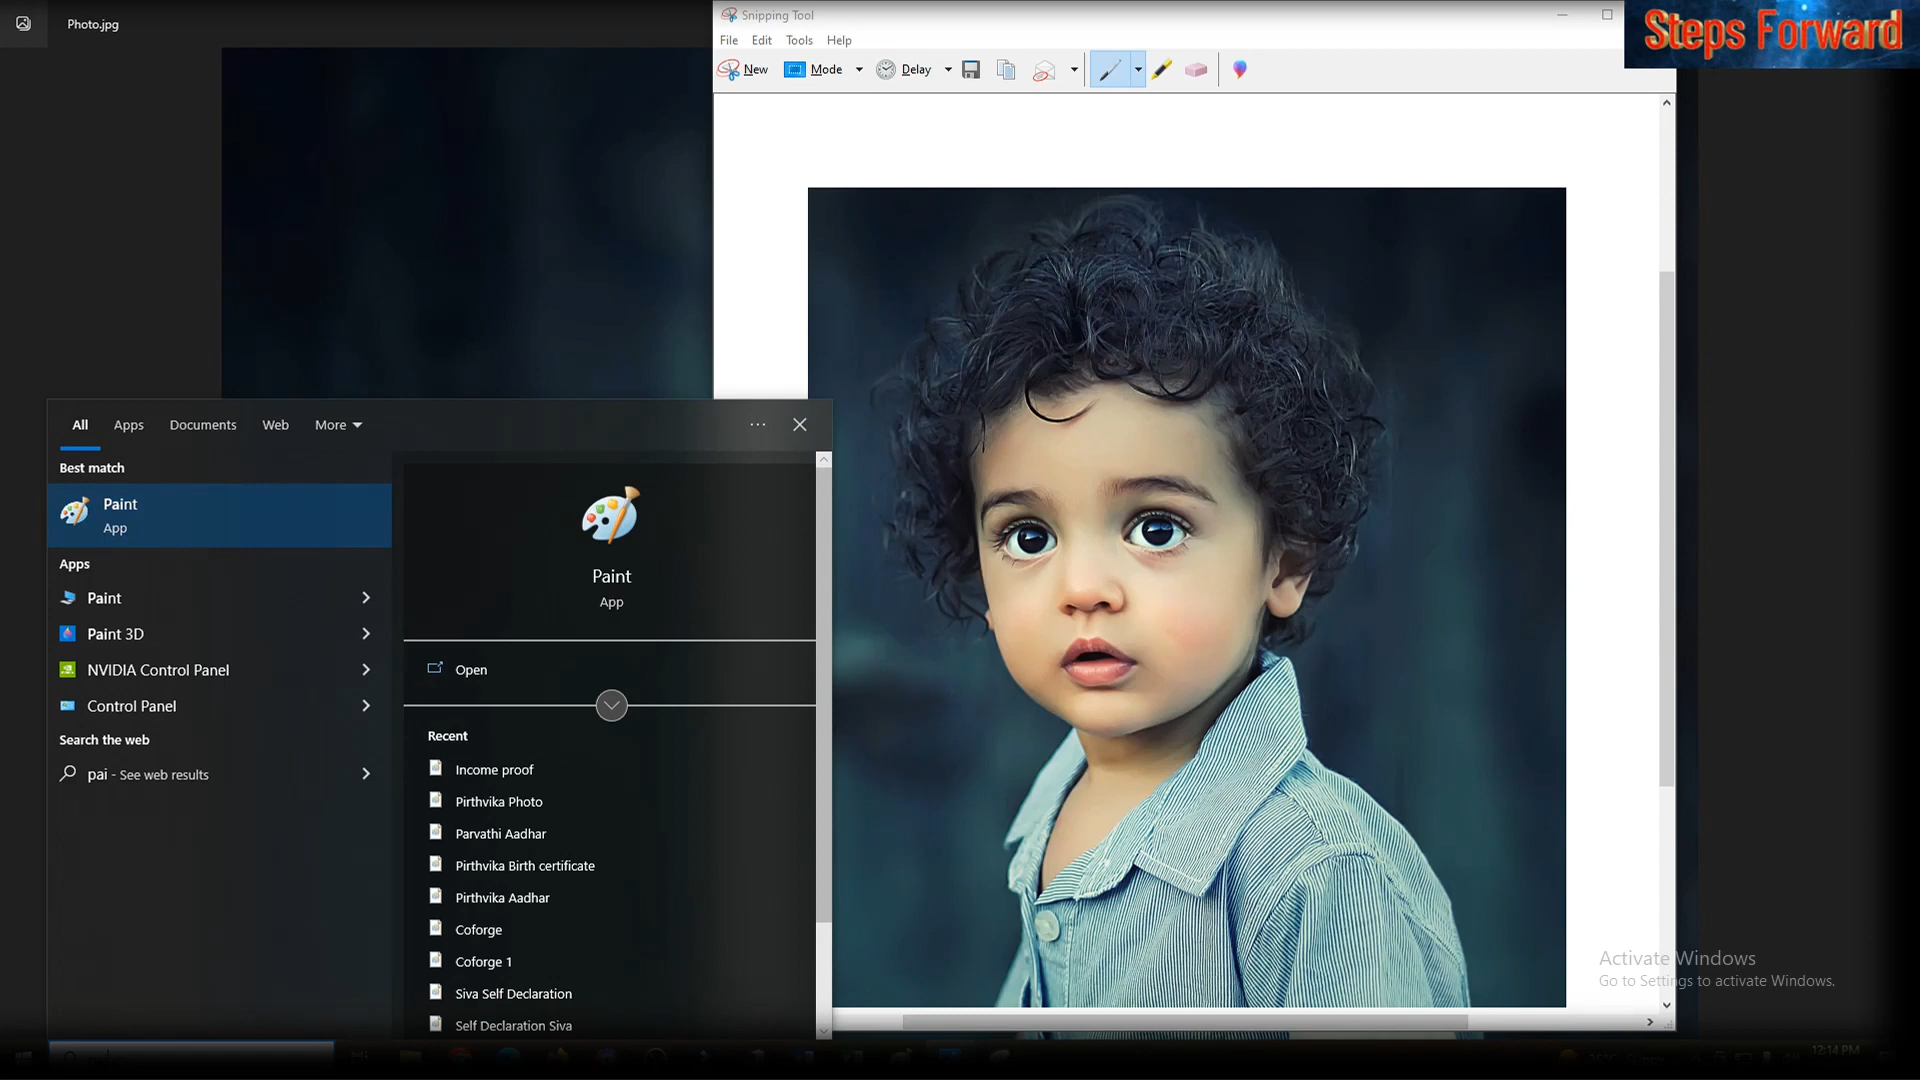 Photo.jpg
Snipping Tool
Steps Forward
File Edit Tools Help
New Mode Delay
All Apps Documents Web More
Best match
Paint
App
Apps
Paint
Paint 3D
NVIDIA Control Panel
Control Panel
Search the web
pai - See web results
Paint
App
Open
Recent
Income proof
Pirthvika Photo
Parvathi Aadhar
Pirthvika Birth certificate
Pirthvika Aadhar
Coforge
Coforge 1
Siva Self Declaration
Self Declaration Siva
Activate Windows
Go to Settings to activate Windows.
12:14 PM